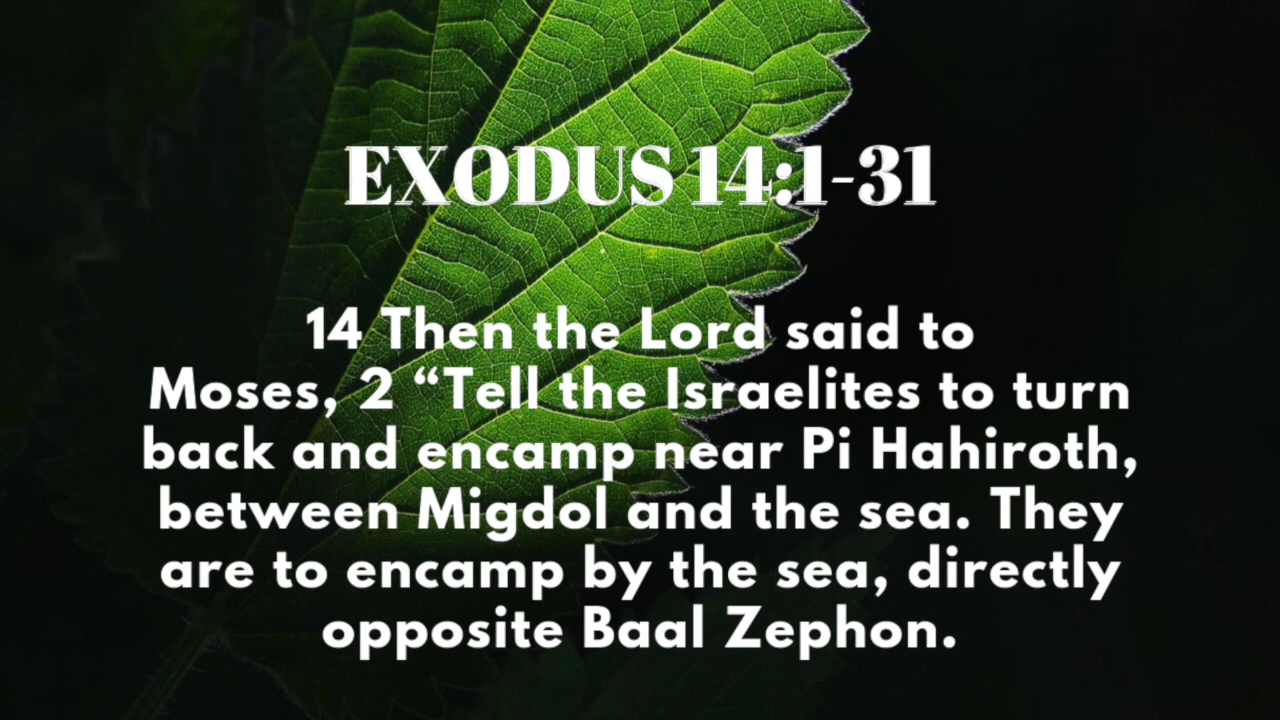 EXODUS 14:1-31
14 Then the Lord said to
Moses, 2 “Tell the Israelites to turn
back and encamp near Pi Hahiroth,
between Migdol and the sea. They
are to encamp by the sea, directly
opposite Baal Zephon.